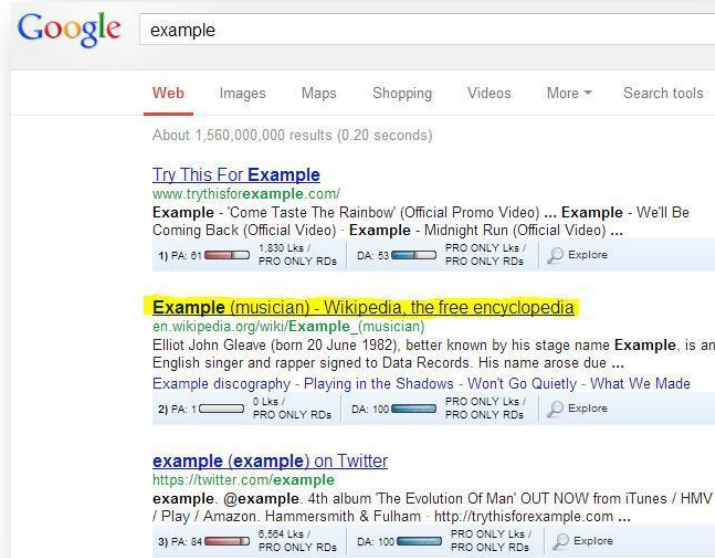 Google example
Web Images Maps Shopping Videos More Search tools
About 1,560,000,000 results (0.20 seconds)
Try This For Example
www.trythisforexample.com/
Example - 'Come Taste The Rainbow' (Official Promo Video) ... Example - We'll Be
Coming Back (Official Video) · Example - Midnight Run (Official Video) ...
1) PA: 61 1,830 Lks / PRO ONLY RDs DA: 53 PRO ONLY Lks / PRO ONLY RDs Explore
Example (musician) - Wikipedia, the free encyclopedia
en.wikipedia.org/wiki/Example_(musician)
Elliot John Gleave (born 20 June 1982), better known by his stage name Example, is an
English singer and rapper signed to Data Records. His name arose due ...
Example discography - Playing in the Shadows - Won't Go Quietly - What We Made
2) PA: 1 0 Lks / PRO ONLY RDs DA: 100 PRO ONLY Lks / PRO ONLY RDs Explore
example (example) on Twitter
https://twitter.com/example
example. @example. 4th album 'The Evolution Of Man' OUT NOW from iTunes / HMV
/ Play / Amazon. Hammersmith & Fulham · http://trythisforexample.com ...
3) PA: 84 6,564 Lks / PRO ONLY RDs DA: 100 PRO ONLY Lks / PRO ONLY RDs Explore